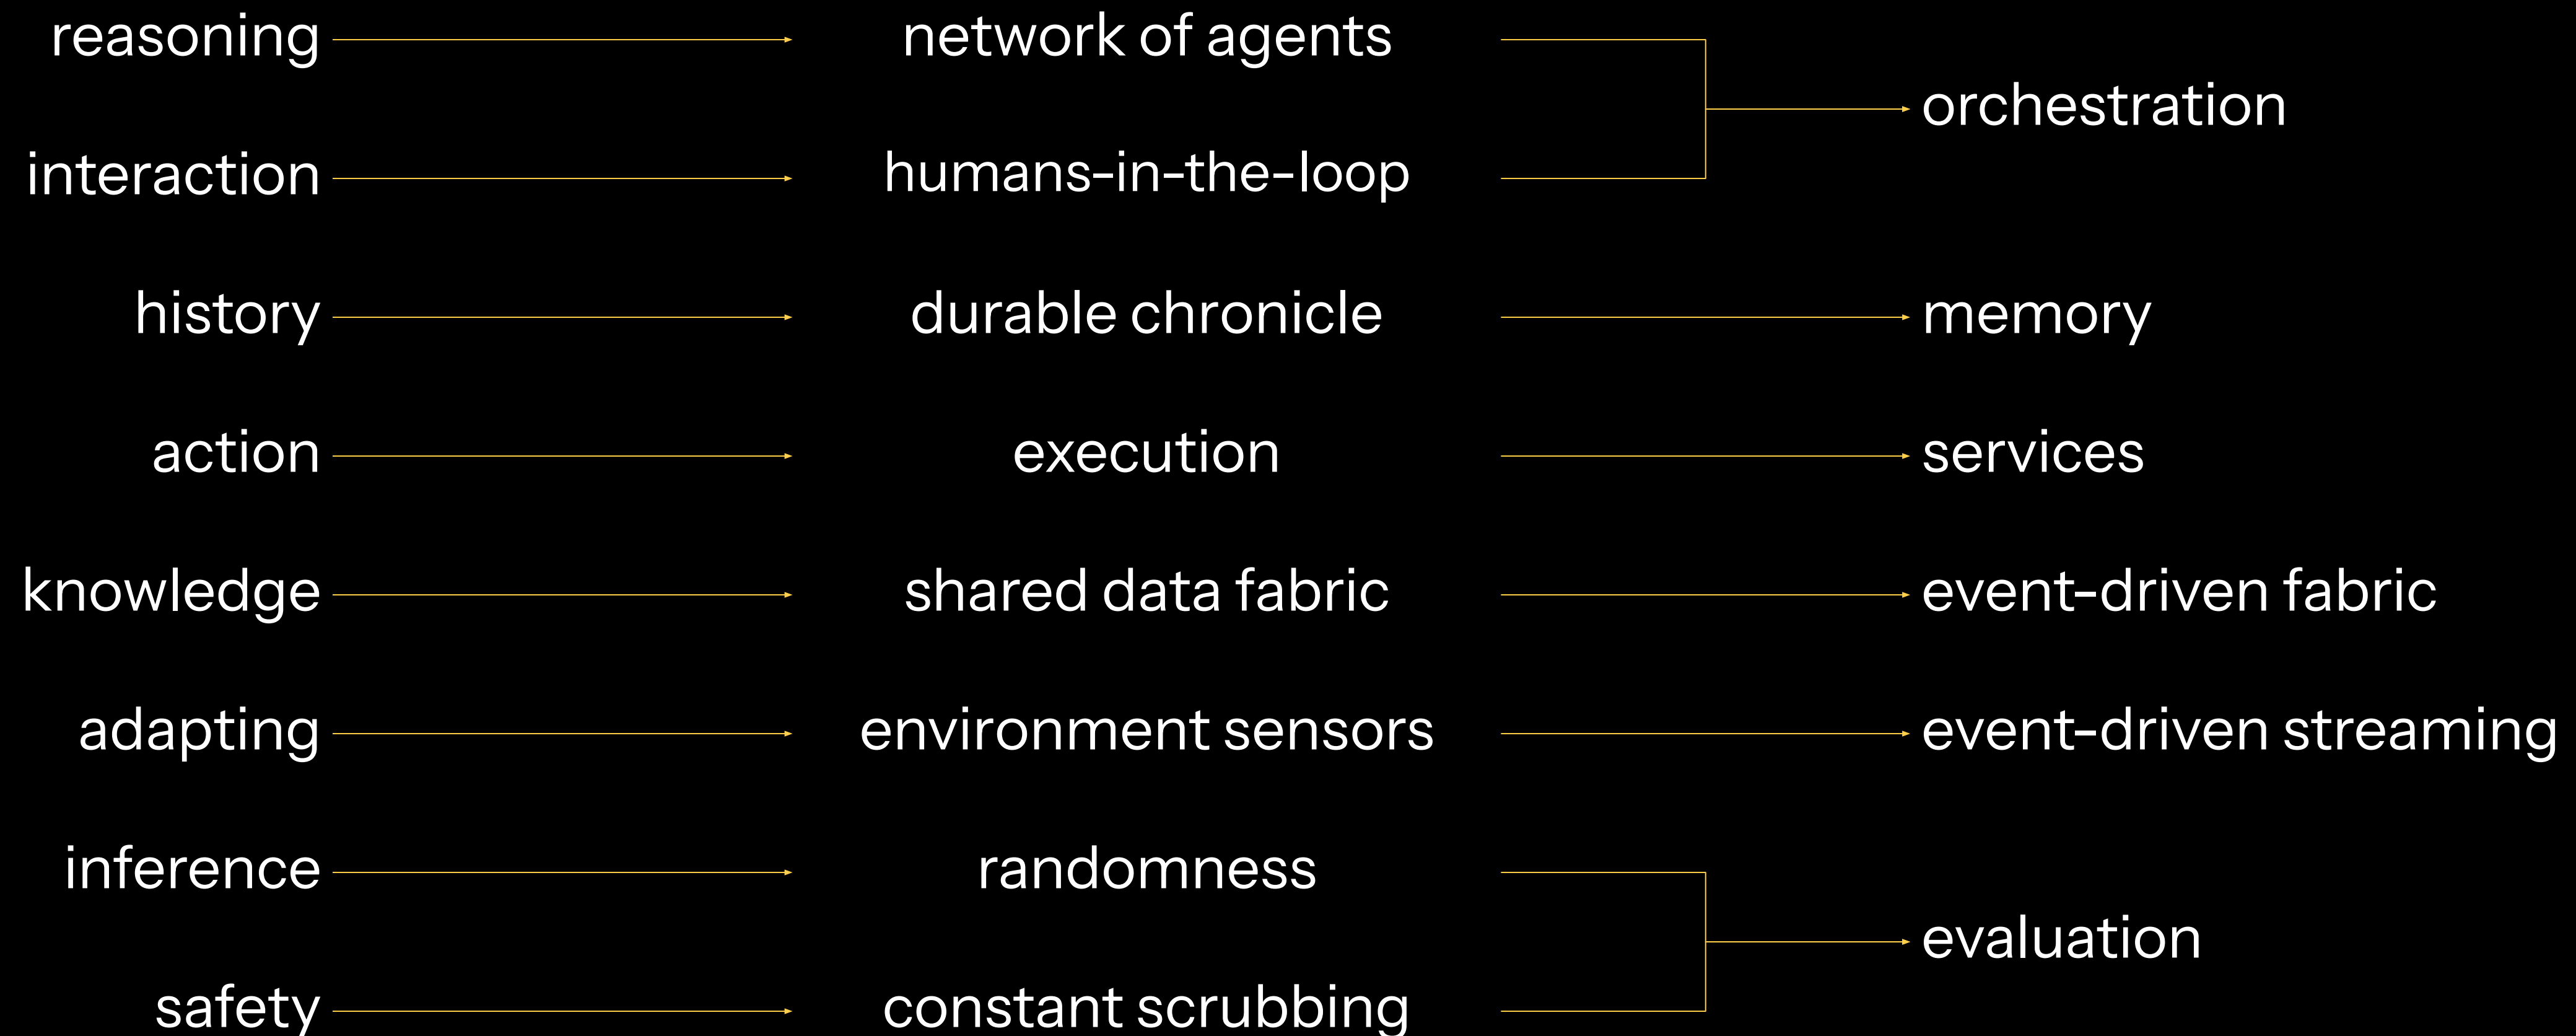 reasoning
network of agents
orchestration
interaction
humans-in-the-loop
history
durable chronicle
memory
action
execution
services
knowledge
shared data fabric
event-driven fabric
adapting
environment sensors
event-driven streaming
inference
randomness
evaluation
safety
constant scrubbing